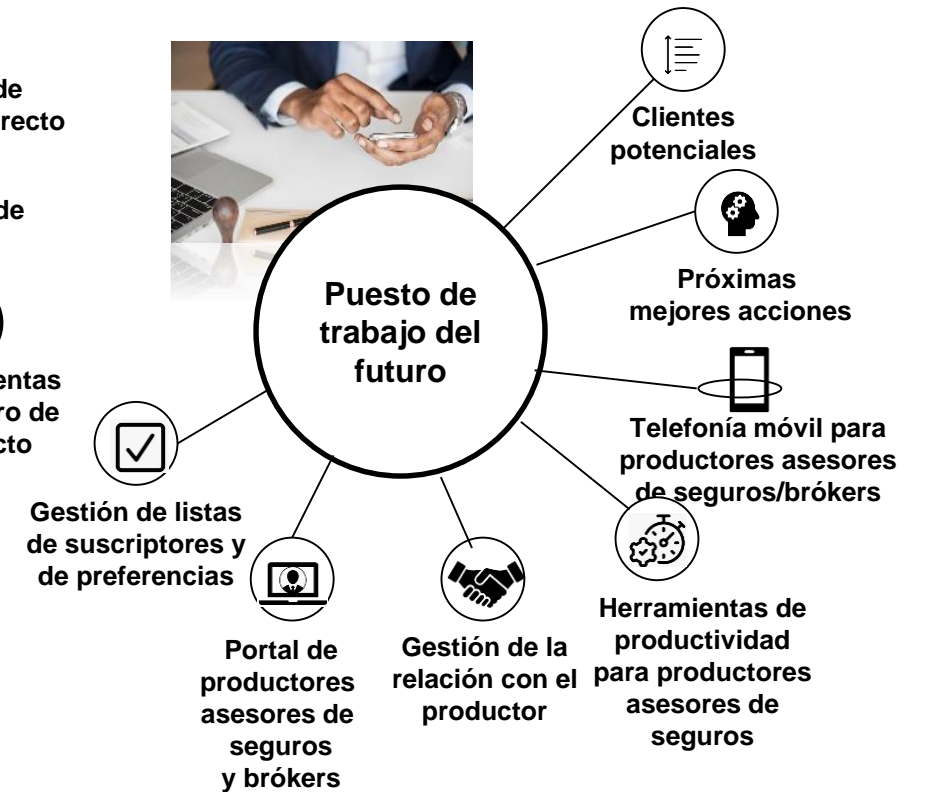 de
recto
de
entas
ro de
cto
Puesto de
trabajo del
futuro
Clientes
potenciales
Próximas
mejores acciones
Telefonía móvil para
productores asesores
de seguros/brókers
Herramientas de
productividad
para productores
asesores de
seguros
Gestión de la
relación con el
productor
Portal de
productores
asesores de
seguros
y brókers
Gestión de listas
de suscriptores y
de preferencias